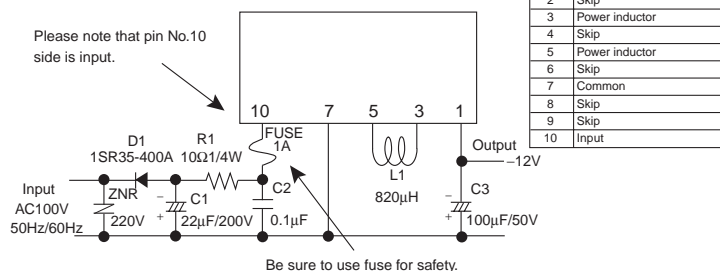 Please note that pin No.10
side is input.
10 7 5 3 1
FUSE
1A
D1
1SR35-400A
R1
10Ω1/4W
Output
–12V
L1
820μH
Input
AC100V
50Hz/60Hz
ZNR
220V
–
+
C1
22μF/200V
C2
0.1μF
–
+
C3
100μF/50V
Be sure to use fuse for safety.
2 Skip
3 Power inductor
4 Skip
5 Power inductor
6 Skip
7 Common
8 Skip
9 Skip
10 Input